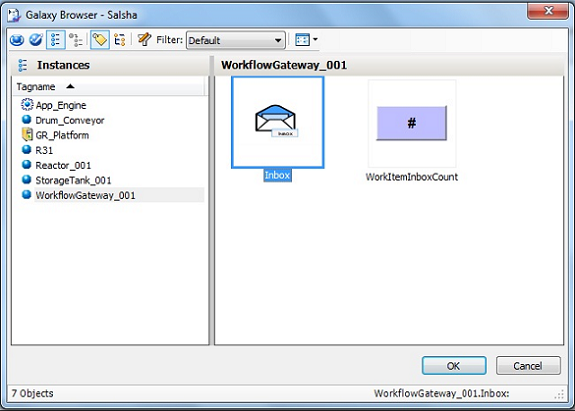 Galaxy Browser - Salsha
Filter: Default
Instances
Tagname
App_Engine
Drum_Conveyor
GR_Platform
R31
Reactor_001
StorageTank_001
WorkflowGateway_001
WorkflowGateway_001
INBOX
Inbox
#
WorkItemInboxCount
OK Cancel
7 Objects WorkflowGateway_001.Inbox: